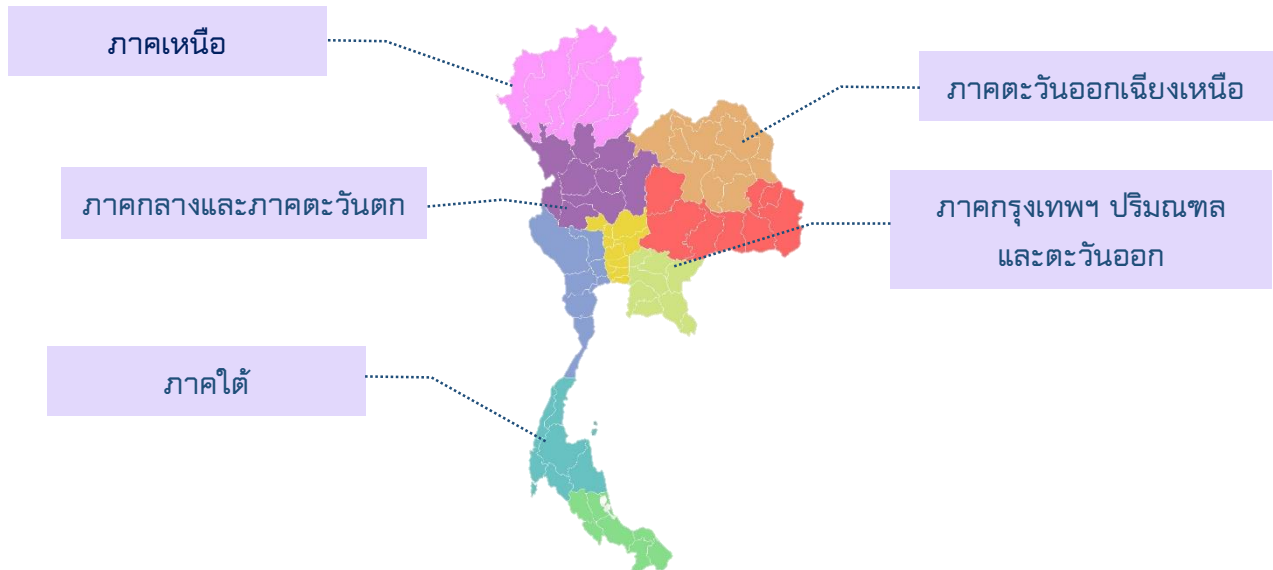 ภาคเหนือ
ภาคตะวันออกเฉียงเหนือ
ภาคกลางและภาคตะวันตก
ภาคกรุงเทพฯ ปริมณฑล
และตะวันออก
ภาคใต้